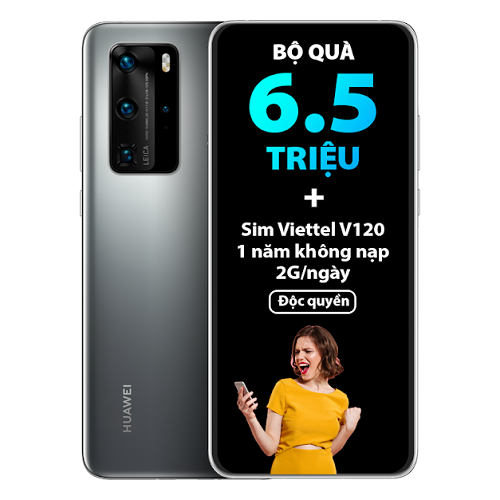 BỘ QUÀ
6.5
TRIỆU
+
Sim Viettel V120
1 năm không nạp
2G/ngày
Độc quyền
LEICA
HUAWEI